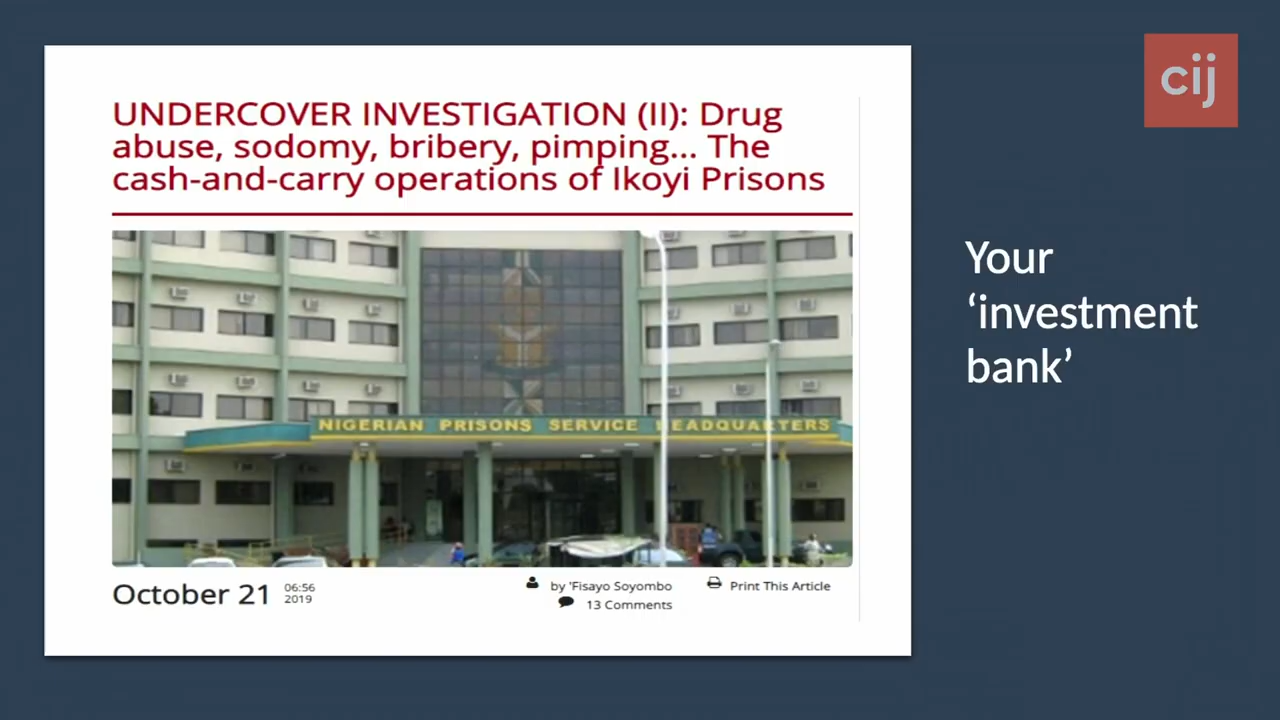 cij
UNDERCOVER INVESTIGATION (II): Drug
abuse, sodomy, bribery, pimping... The
cash-and-carry operations of Ikoyi Prisons
NIGERIAN PRISONS SERVICE HEADQUARTERS
October 21
06:56
2019
by 'Fisayo Soyombo
13 Comments
Print This Article
Your
‘investment
bank’